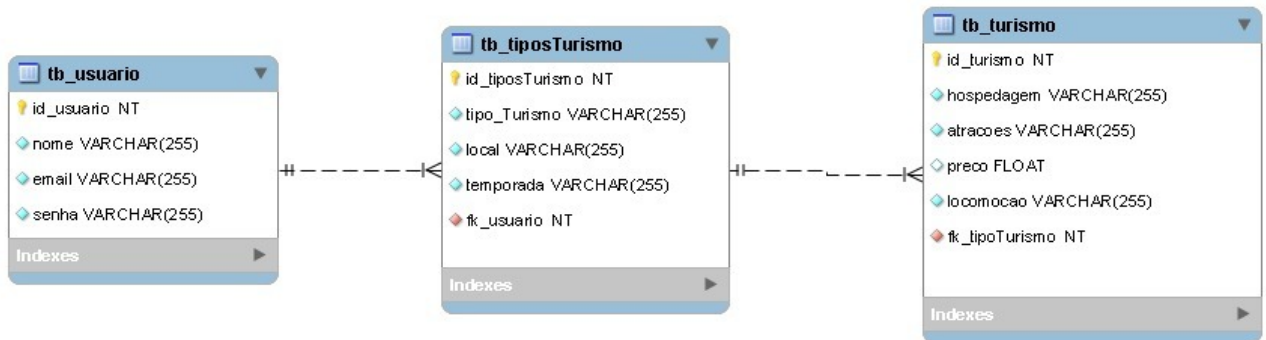 tb_usuario
id_usuario NT
nome VARCHAR(255)
email VARCHAR(255)
senha VARCHAR(255)
Indexes
tb_tiposTurismo
id_tiposTurismo NT
tipo_Turismo VARCHAR(255)
local VARCHAR(255)
temporada VARCHAR(255)
fk_usuario NT
Indexes
tb_turismo
id_turismo NT
hospedagem VARCHAR(255)
atracoes VARCHAR(255)
preco FLOAT
locomocao VARCHAR(255)
fk_tipoTurismo NT
Indexes